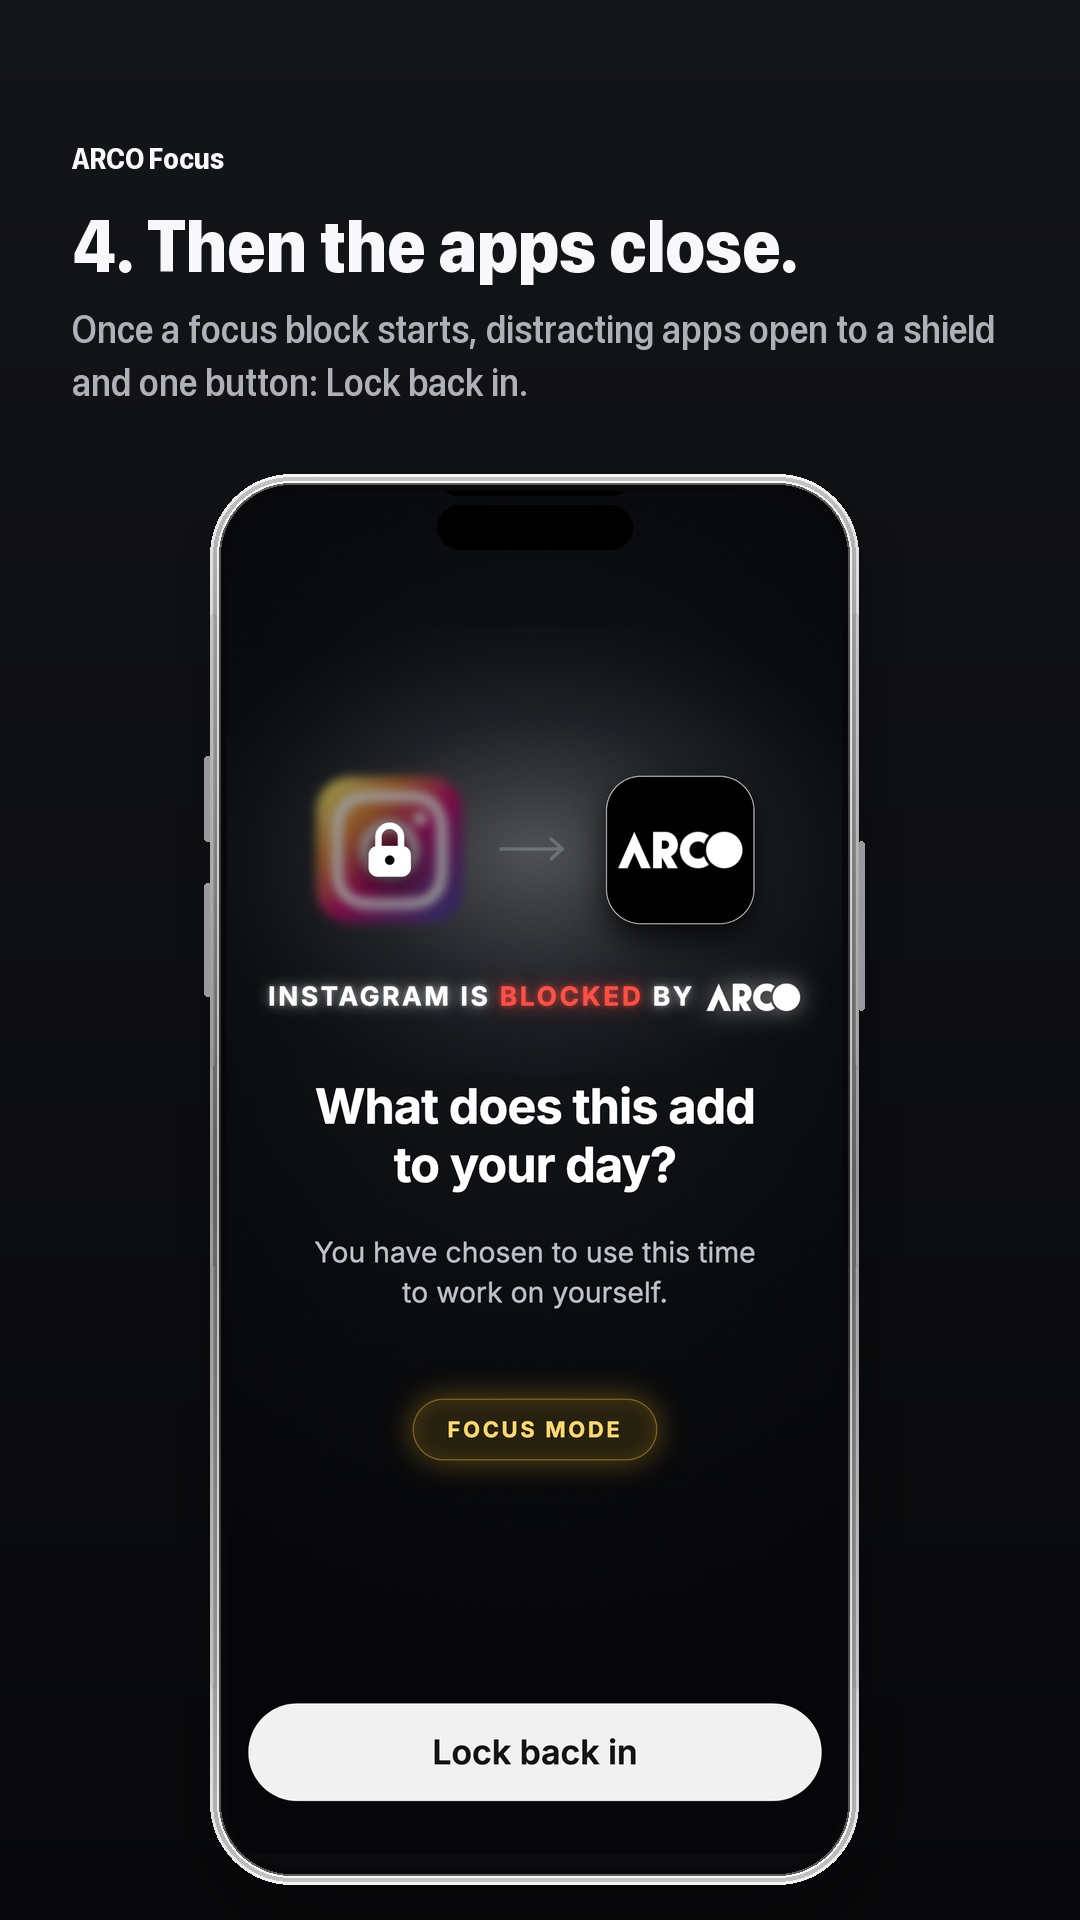 ARCO Focus
4. Then the apps close.
Once a focus block starts, distracting apps open to a shield
and one button: Lock back in.
ARCO
INSTAGRAM IS BLOCKED BY ARCO
What does this add
to your day?
You have chosen to use this time
to work on yourself.
FOCUS MODE
Lock back in